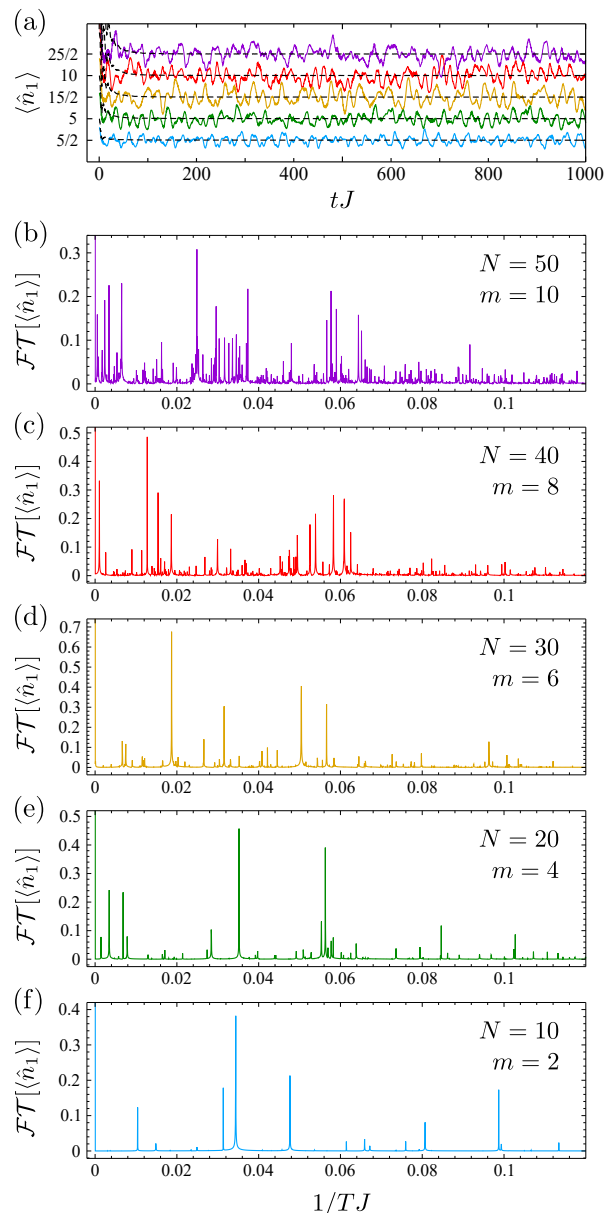 (a)
⟨n̂₁⟩
25/2
10
15/2
5
5/2
0 200 400 600 800 1000
tJ
(b)
ℱ𝒯[⟨n̂₁⟩]
0.3
0.2
0.1
0
N = 50
m = 10
0 0.02 0.04 0.06 0.08 0.1
(c)
ℱ𝒯[⟨n̂₁⟩]
0.5
0.4
0.3
0.2
0.1
0
N = 40
m = 8
0 0.02 0.04 0.06 0.08 0.1
(d)
ℱ𝒯[⟨n̂₁⟩]
0.7
0.6
0.5
0.4
0.3
0.2
0.1
0
N = 30
m = 6
0 0.02 0.04 0.06 0.08 0.1
(e)
ℱ𝒯[⟨n̂₁⟩]
0.5
0.4
0.3
0.2
0.1
0
N = 20
m = 4
0 0.02 0.04 0.06 0.08 0.1
(f)
ℱ𝒯[⟨n̂₁⟩]
0.4
0.3
0.2
0.1
0
N = 10
m = 2
0 0.02 0.04 0.06 0.08 0.1
1/TJ